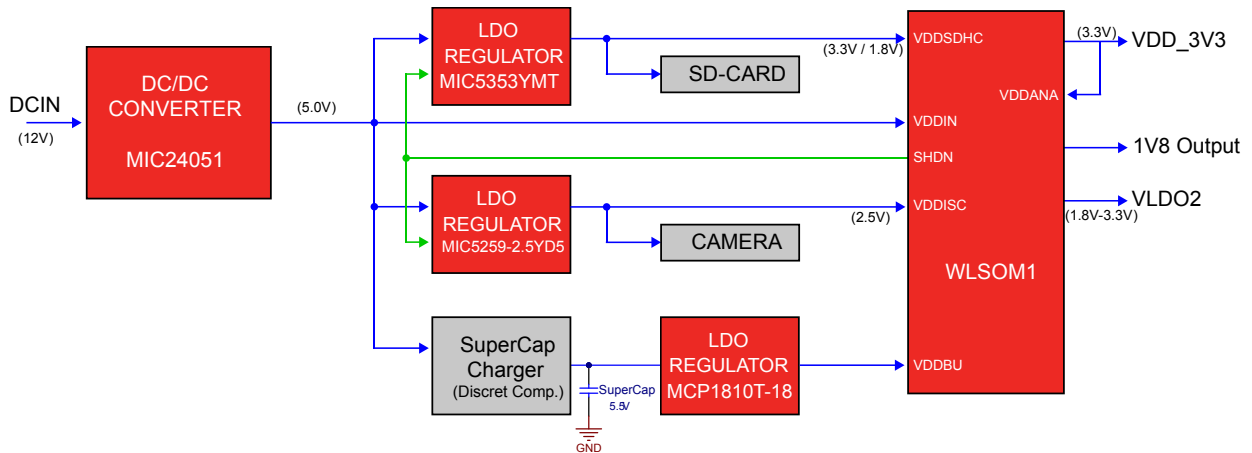 DCIN
(12V)
DC/DC
CONVERTER
MIC24051
(5.0V)
LDO
REGULATOR
MIC5353YMT
(3.3V / 1.8V)
SD-CARD
LDO
REGULATOR
MIC5259-2.5YD5
(2.5V)
CAMERA
SuperCap
Charger
(Discret Comp.)
SuperCap
5.5V
GND
LDO
REGULATOR
MCP1810T-18
VDDSDHC
VDDANA
VDDIN
SHDN
VDDISC
WLSOM1
VDDBU
(3.3V)
VDD_3V3
1V8 Output
VLDO2
(1.8V-3.3V)